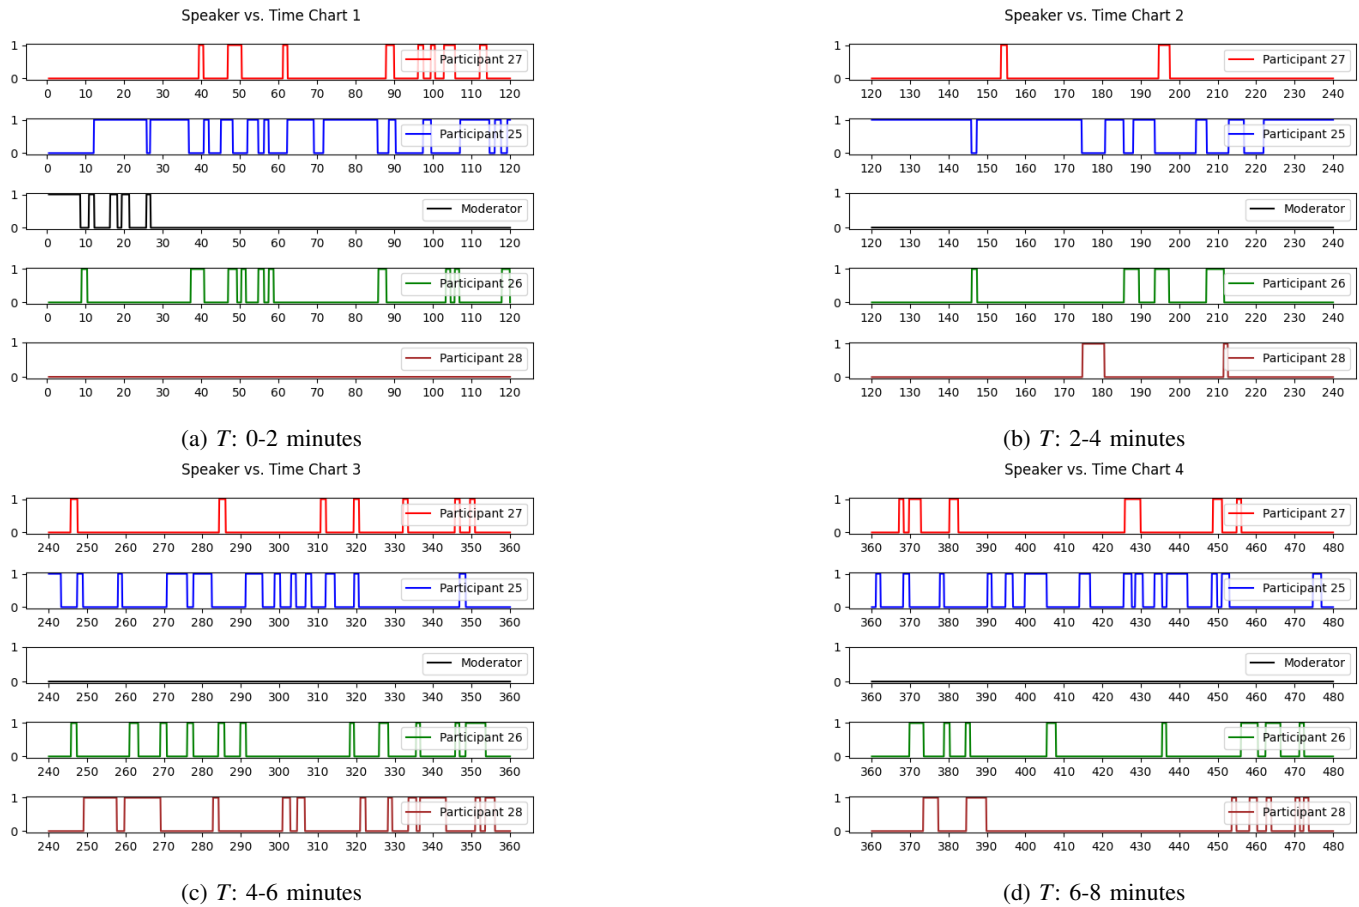 Speaker vs. Time Chart 1
1
0
Participant 27
0 10 20 30 40 50 60 70 80 90 100 110 120
1
0
Participant 25
0 10 20 30 40 50 60 70 80 90 100 110 120
1
0
Moderator
0 10 20 30 40 50 60 70 80 90 100 110 120
1
0
Participant 26
0 10 20 30 40 50 60 70 80 90 100 110 120
1
0
Participant 28
0 10 20 30 40 50 60 70 80 90 100 110 120
(a) T: 0-2 minutes
Speaker vs. Time Chart 2
1
0
Participant 27
120 130 140 150 160 170 180 190 200 210 220 230 240
1
0
Participant 25
120 130 140 150 160 170 180 190 200 210 220 230 240
1
0
Moderator
120 130 140 150 160 170 180 190 200 210 220 230 240
1
0
Participant 26
120 130 140 150 160 170 180 190 200 210 220 230 240
1
0
Participant 28
120 130 140 150 160 170 180 190 200 210 220 230 240
(b) T: 2-4 minutes
Speaker vs. Time Chart 3
1
0
Participant 27
240 250 260 270 280 290 300 310 320 330 340 350 360
1
0
Participant 25
240 250 260 270 280 290 300 310 320 330 340 350 360
1
0
Moderator
240 250 260 270 280 290 300 310 320 330 340 350 360
1
0
Participant 26
240 250 260 270 280 290 300 310 320 330 340 350 360
1
0
Participant 28
240 250 260 270 280 290 300 310 320 330 340 350 360
(c) T: 4-6 minutes
Speaker vs. Time Chart 4
1
0
Participant 27
360 370 380 390 400 410 420 430 440 450 460 470 480
1
0
Participant 25
360 370 380 390 400 410 420 430 440 450 460 470 480
1
0
Moderator
360 370 380 390 400 410 420 430 440 450 460 470 480
1
0
Participant 26
360 370 380 390 400 410 420 430 440 450 460 470 480
1
0
Participant 28
360 370 380 390 400 410 420 430 440 450 460 470 480
(d) T: 6-8 minutes